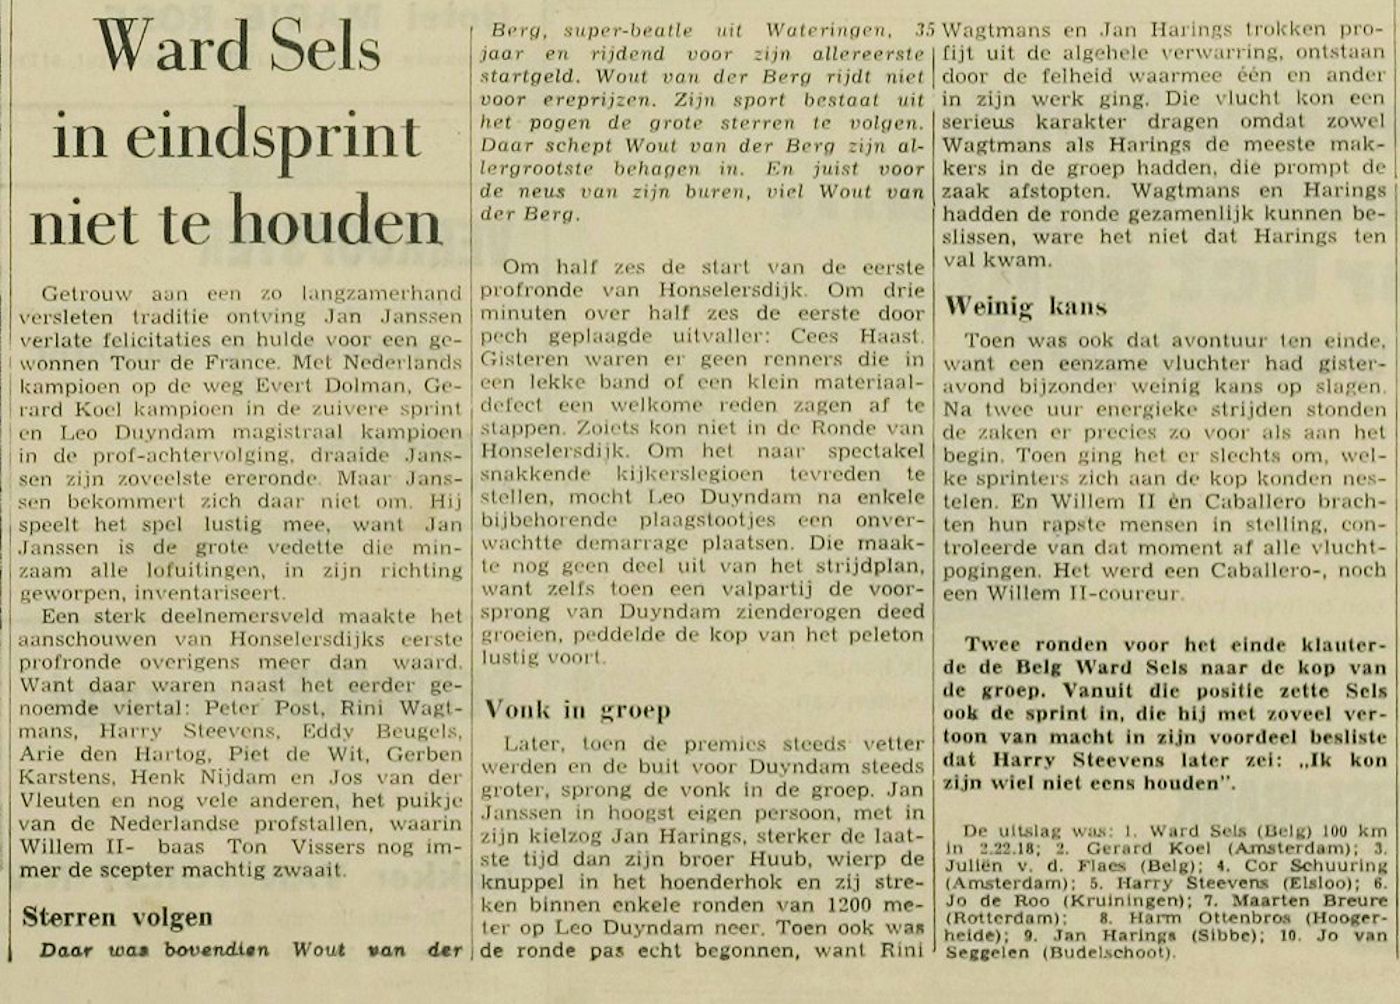 Ward Sels
in eindsprint
niet te houden
Getrouw aan een zo langzamerhand
versleten traditie ontving Jan Janssen
verlate felicitaties en hulde voor een ge-
wonnen Tour de France. Met Nederlands
kampioen op de weg Evert Dolman, Ge-
rard Koel kampioen in de zuivere sprint
en Leo Duyndam magistraal kampioen
in de prof-achtervolging, draaide Jans-
sen zijn zoveelste ereronde. Maar Jans-
sen bekommert zich daar niet om. Hij
speelt het spel lustig mee, want Jan
Janssen is de grote vedette die min-
zaam alle lofuitingen, in zijn richting
geworpen, inventariseert.
Een sterk deelnemersveld maakte het
aanschouwen van Honselersdijks eerste
profronde overigens meer dan waard.
Want daar waren naast het eerder ge-
noemde viertal: Peter Post, Rini Wagt-
mans, Harry Steevens, Eddy Beugels,
Arie den Hartog, Piet de Wit, Gerben
Karstens, Henk Nijdam en Jos van der
Vleuten en nog vele anderen, het puikje
van de Nederlandse profstallen, waarin
Willem II- baas Ton Vissers nog im-
mer de scepter machtig zwaait.
Sterren volgen
Daar was bovendien Wout van der
Berg, super-beatle uit Wateringen, 35
jaar en rijdend voor zijn allereerste
startgeld. Wout van der Berg rijdt niet
voor ereprijzen. Zijn sport bestaat uit
het pogen de grote sterren te volgen.
Daar schept Wout van der Berg zijn al-
lergrootste behagen in. En juist voor
de neus van zijn buren, viel Wout van
der Berg.
Om half zes de start van de eerste
profronde van Honselersdijk. Om drie
minuten over half zes de eerste door
pech geplaagde uitvaller: Cees Haast.
Gisteren waren er geen renners die in
een lekke band of een klein materiaal-
defect een welkome reden zagen af te
stappen. Zoiets kon niet in de Ronde van
Honselersdijk. Om het naar spectakel
snakkende kijkerslegioen tevreden te
stellen, mocht Leo Duyndam na enkele
bijbehorende plaagstootjes een onver-
wachtte demarrage plaatsen. Die maak-
te nog geen deel uit van het strijdplan,
want zelfs toen een valpartij de voor-
sprong van Duyndam zienderogen deed
groeien, peddelde de kop van het peleton
lustig voort.
Vonk in groep
Later, toen de premies steeds vetter
werden en de buit voor Duyndam steeds
groter, sprong de vonk in de groep. Jan
Janssen in hoogst eigen persoon, met in
zijn kielzog Jan Harings, sterker de laat-
ste tijd dan zijn broer Huub, wierp de
knuppel in het hoenderhok en zij stre-
ken binnen enkele ronden van 1200 me-
ter op Leo Duyndam neer. Toen ook was
de ronde pas echt begonnen, want Rini
Wagtmans en Jan Harings trokken pro-
fijt uit de algehele verwarring, ontstaan
door de felheid waarmee één en ander
in zijn werk ging. Die vlucht kon een
serieus karakter dragen omdat zowel
Wagtmans als Harings de meeste mak-
kers in de groep hadden, die prompt de
zaak afstopten. Wagtmans en Harings
hadden de ronde gezamenlijk kunnen be-
slissen, ware het niet dat Harings ten
val kwam.
Weinig kans
Toen was ook dat avontuur ten einde,
want een eenzame vluchter had gister-
avond bijzonder weinig kans op slagen.
Na twee uur energieke strijden stonden
de zaken er precies zo voor als aan het
begin. Toen ging het er slechts om, wel-
ke sprinters zich aan de kop konden nes-
telen. En Willem II èn Caballero brach-
ten hun rapste mensen in stelling, con-
troleerde van dat moment af alle vlucht-
pogingen. Het werd een Caballero-, noch
een Willem II-coureur.
Twee ronden voor het einde klauter-
de de Belg Ward Sels naar de kop van
de groep. Vanuit die positie zette Sels
ook de sprint in, die hij met zoveel ver-
toon van macht in zijn voordeel besliste
dat Harry Steevens later zei: „Ik kon
zijn wiel niet eens houden".
De uitslag was: 1. Ward Sels (Belg) 100 km
in 2.22.18; 2. Gerard Koel (Amsterdam); 3.
Juliën v. d. Flaes (Belg); 4. Cor Schuuring
(Amsterdam); 5. Harry Steevens (Elsloo); 6.
Jo de Roo (Kruiningen); 7. Maarten Breure
(Rotterdam); 8. Harm Ottenbros (Hooger-
heide); 9. Jan Harings (Sibbe); 10. Jo van
Seggelen (Budelschoot).